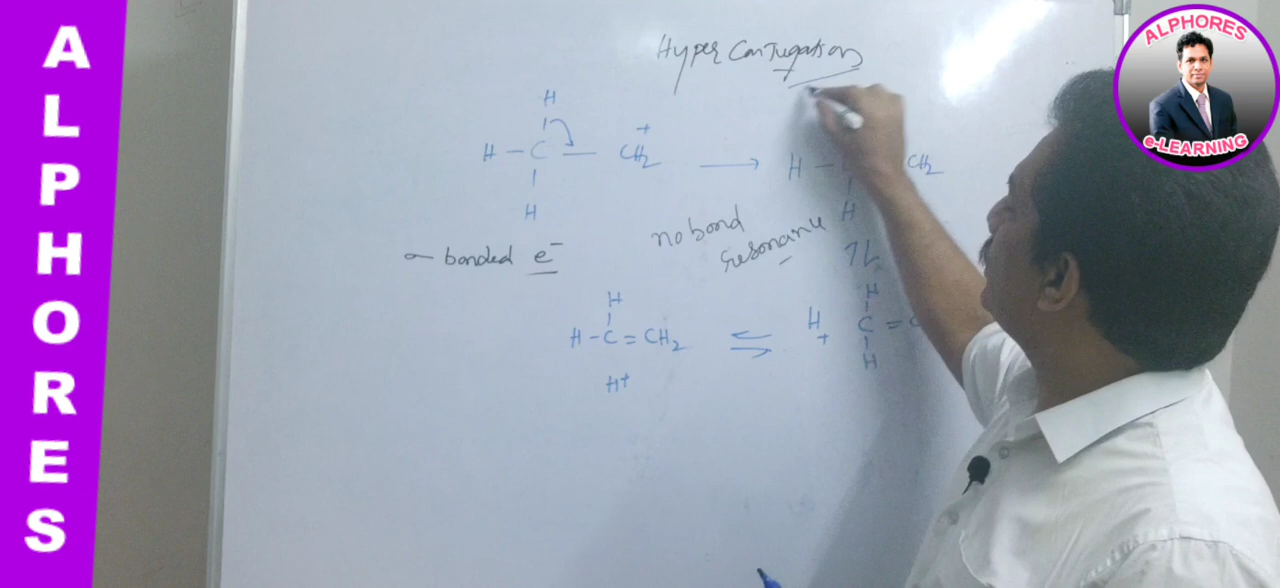 ALPHORES
ALPHORES
e-LEARNING
Hyper Conjugation
H
H - C - CH2 +
H
H -
CH2
H
σ bonded e-
no bond
resonance
H
H - C = CH2
H+
H
+
H
C =
H